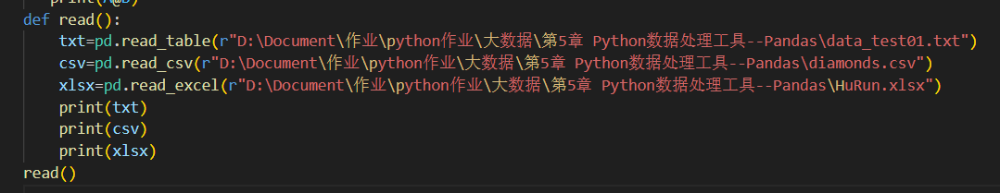 print(A@B)
def read():
    txt=pd.read_table(r"D:\Document\作业\python作业\大数据\第5章 Python数据处理工具--Pandas\data_test01.txt")
    csv=pd.read_csv(r"D:\Document\作业\python作业\大数据\第5章 Python数据处理工具--Pandas\diamonds.csv")
    xlsx=pd.read_excel(r"D:\Document\作业\python作业\大数据\第5章 Python数据处理工具--Pandas\HuRun.xlsx")
    print(txt)
    print(csv)
    print(xlsx)
read()